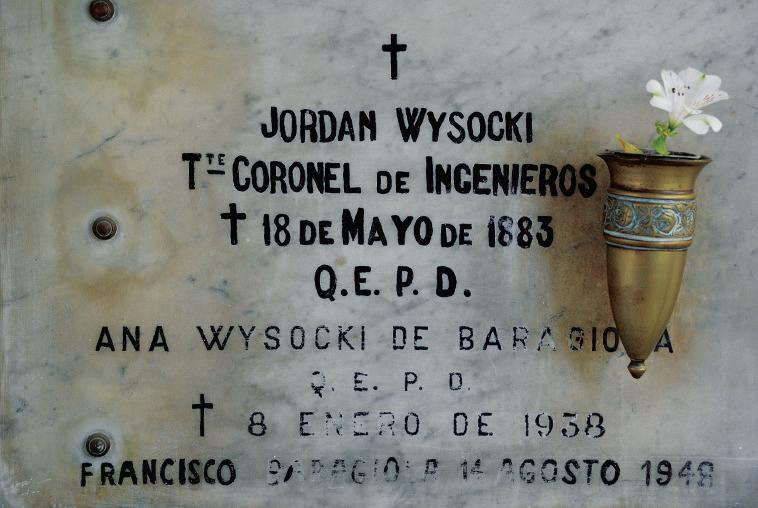 JORDAN WYSOCKI
Tte CORONEL DE INGENIEROS
✝ 18 DE MAYO DE 1883
Q.E.P.D.
ANA WYSOCKI DE BARAGIOLA
Q.E.P.D.
✝ 8 ENERO DE 1938
FRANCISCO BARAGIOLA 14 AGOSTO 1948